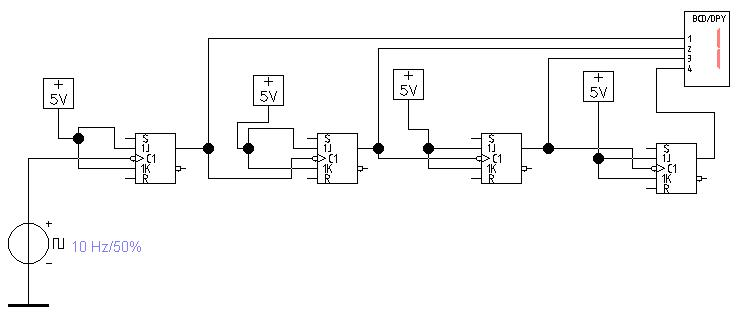 BCD/DPY
1
2
3
4
+
5V
+
5V
+
5V
+
5V
S
1J
C1
1K
R
S
1J
C1
1K
R
S
1J
C1
1K
R
S
1J
C1
1K
R
+
10 Hz/50%
−